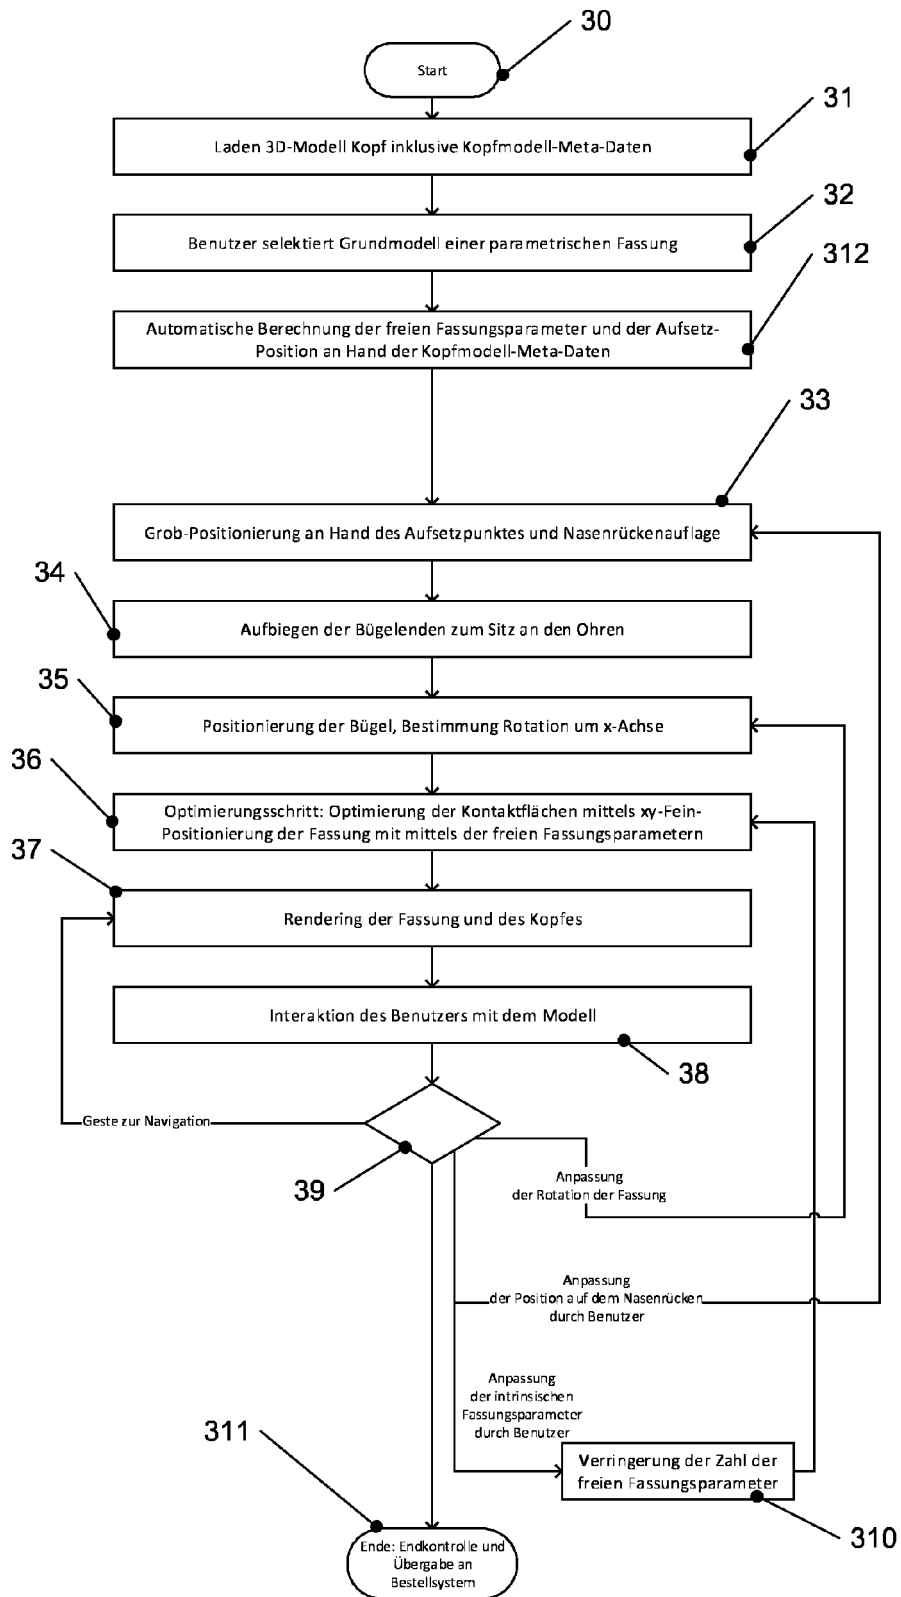 30
Start
31
Laden 3D-Modell Kopf inklusive Kopfmodell-Meta-Daten
32
Benutzer selektiert Grundmodell einer parametrischen Fassung
312
Automatische Berechnung der freien Fassungsparameter und der Aufsetz-
Position an Hand der Kopfmodell-Meta-Daten
33
Grob-Positionierung an Hand des Aufsetzpunktes und Nasenrückenauflage
34
Aufbiegen der Bügelenden zum Sitz an den Ohren
35
Positionierung der Bügel, Bestimmung Rotation um x-Achse
36
Optimierungsschritt: Optimierung der Kontaktflächen mittels xy-Fein-
Positionierung der Fassung mit mittels der freien Fassungsparametern
37
Rendering der Fassung und des Kopfes
Interaktion des Benutzers mit dem Modell
38
Geste zur Navigation
39
Anpassung
der Rotation der Fassung
Anpassung
der Position auf dem Nasenrücken
durch Benutzer
Anpassung
der intrinsischen
Fassungsparameter
durch Benutzer
311
Verringerung der Zahl der
freien Fassungsparameter
310
Ende: Endkontrolle und
Übergabe an
Bestellsystem